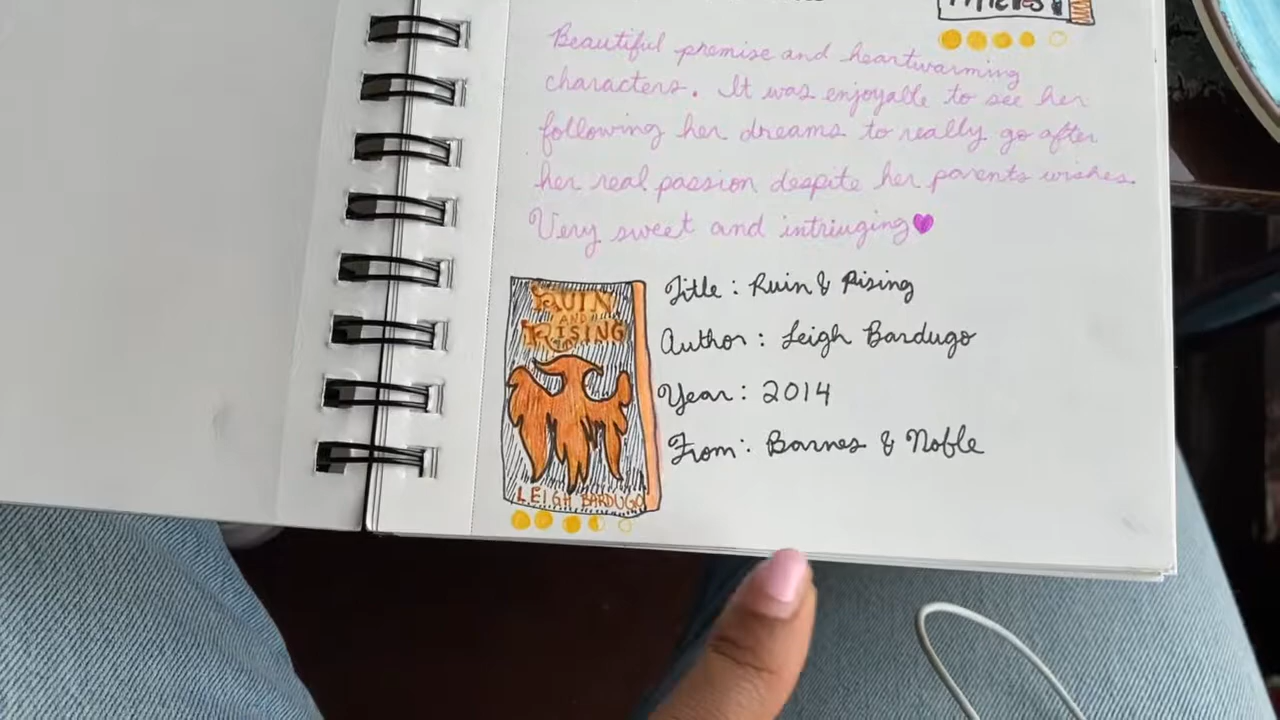 Beautiful premise and heartwarming
characters. It was enjoyable to see her
following her dreams to really go after
her real passion despite her parents wishes.
Very sweet and intriuging
RUIN
AND
RISING
LEIGH BARDUGO
Title: Ruin & Rising
Author: Leigh Bardugo
Year: 2014
From: Barnes & Noble